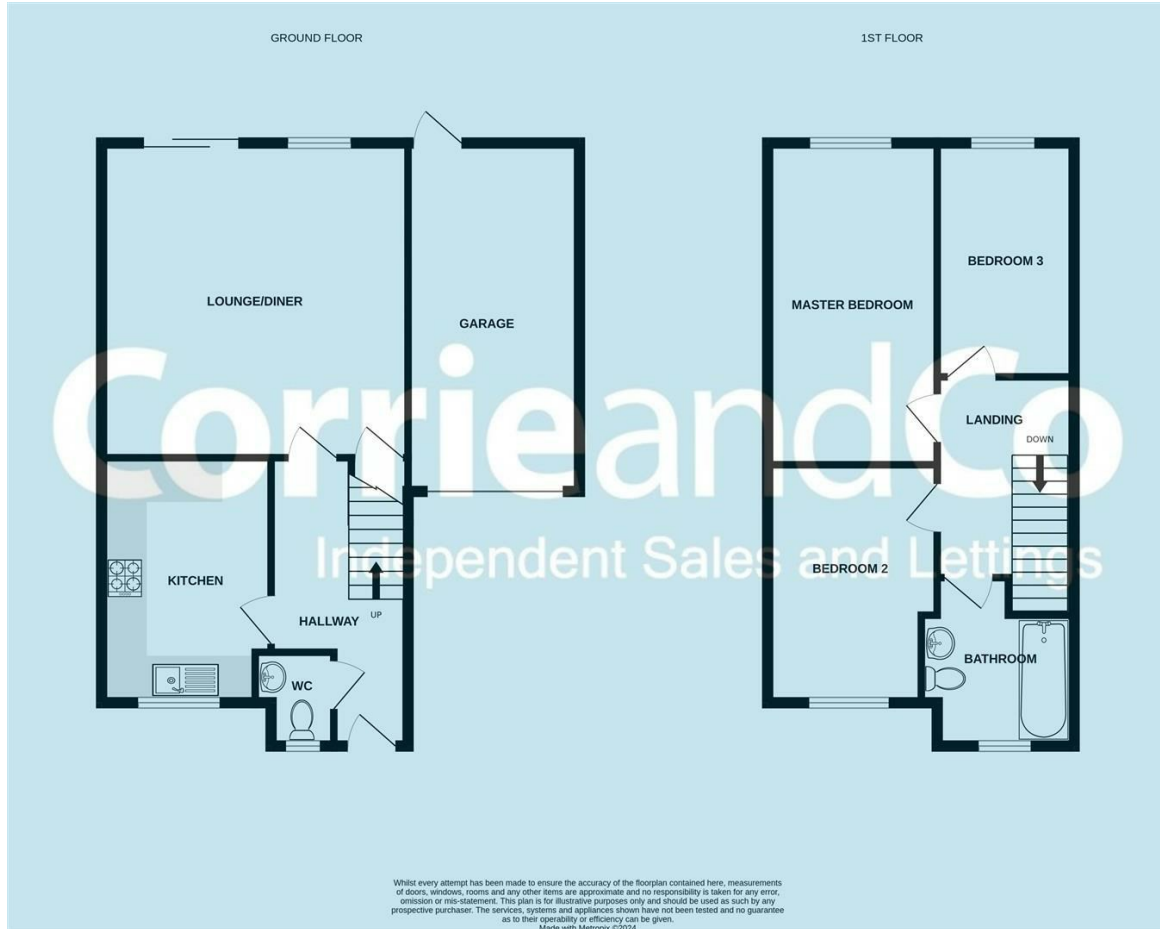 GROUND FLOOR
1ST FLOOR
LOUNGE/DINER
GARAGE
KITCHEN
HALLWAY
UP
WC
MASTER BEDROOM
BEDROOM 3
LANDING
DOWN
BEDROOM 2
BATHROOM
CorrieandCo
Independent Sales and Lettings
Whilst every attempt has been made to ensure the accuracy of the floorplan contained here, measurements
of doors, windows, rooms and any other items are approximate and no responsibility is taken for any error,
omission or mis-statement. This plan is for illustrative purposes only and should be used as such by any
prospective purchaser. The services, systems and appliances shown have not been tested and no guarantee
as to their operability or efficiency can be given.
Made with Metropix ©2024